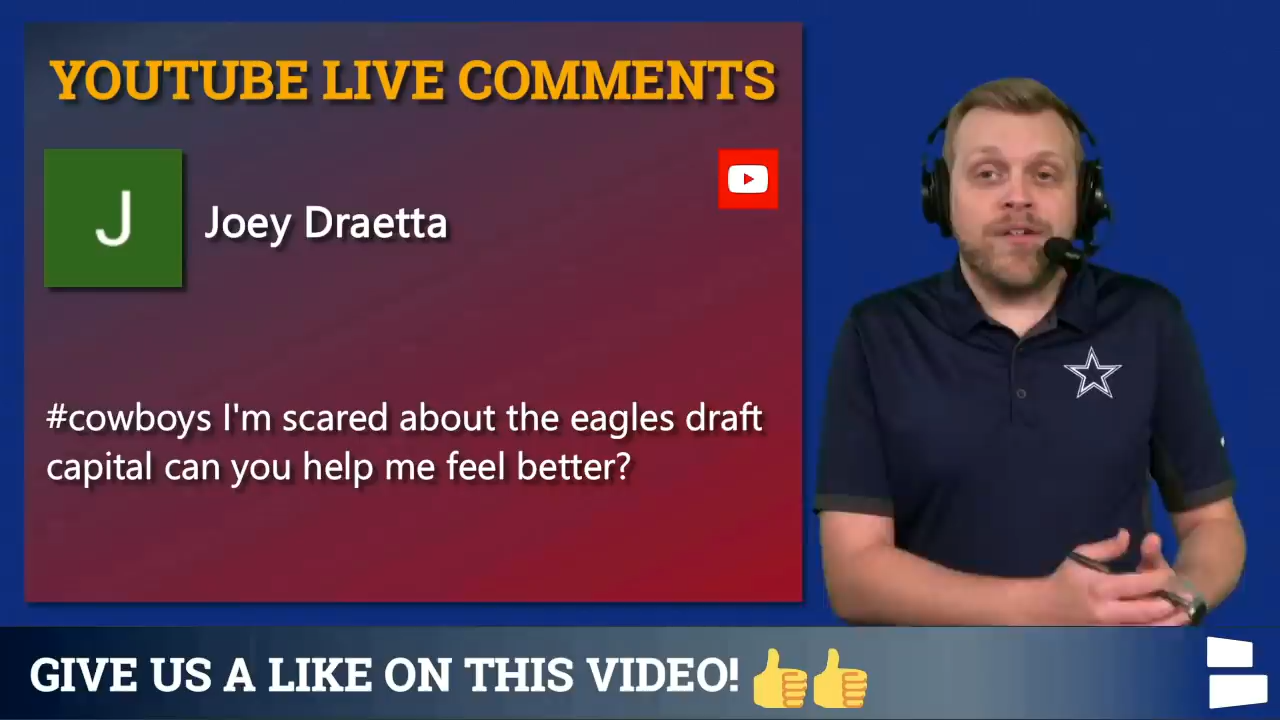 YOUTUBE LIVE COMMENTS
J
Joey Draetta
#cowboys I'm scared about the eagles draft
capital can you help me feel better?
GIVE US A LIKE ON THIS VIDEO!